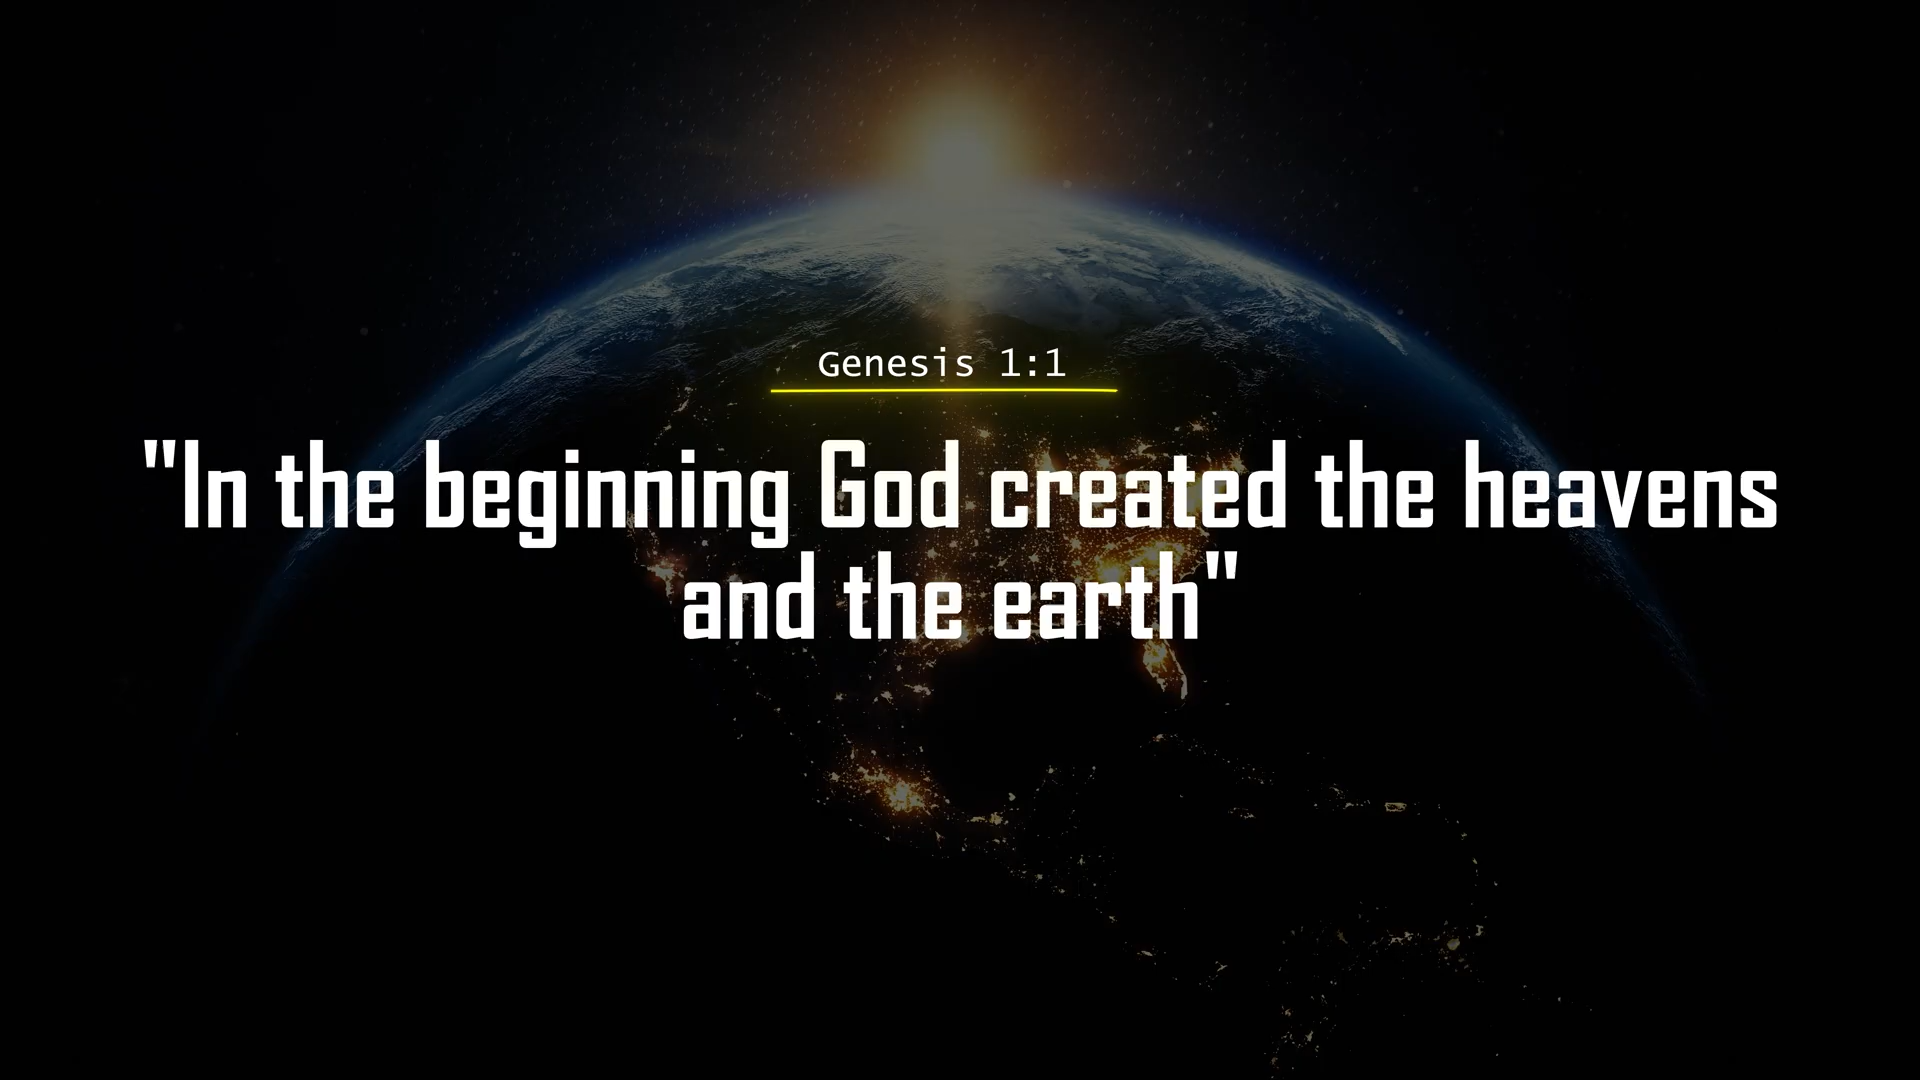 Genesis 1:1
"In the beginning God created the heavens
and the earth"